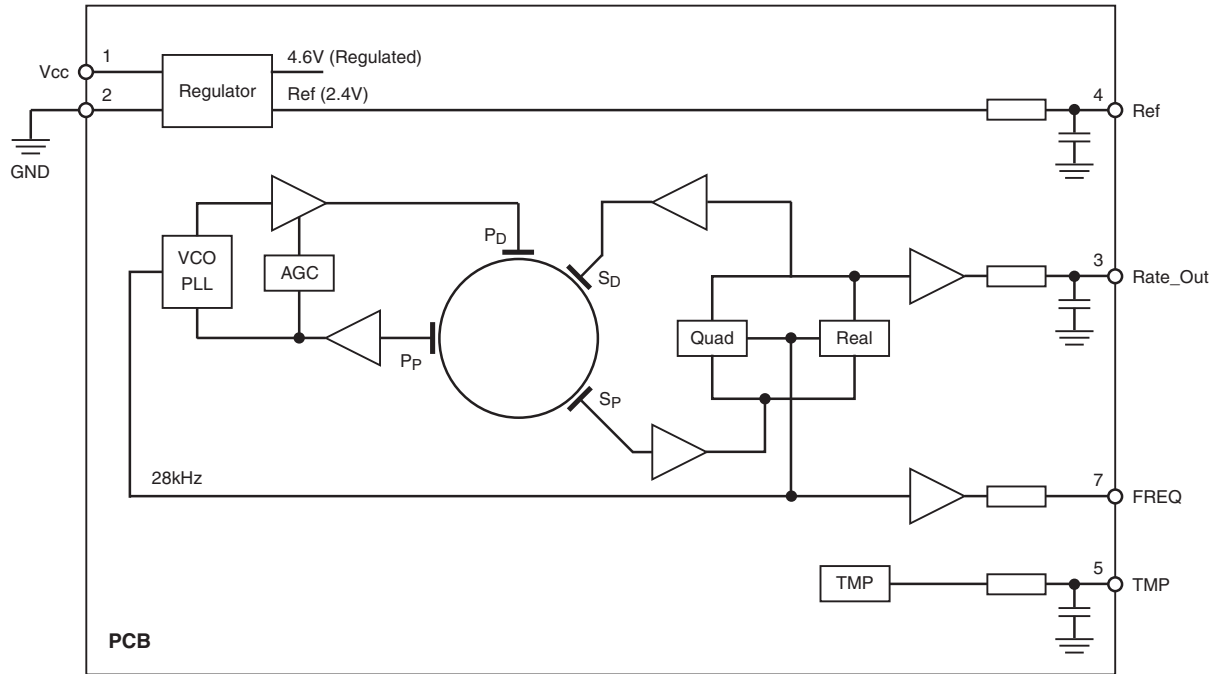 1
4.6V (Regulated)
Vcc
Regulator
2
Ref (2.4V)
4
Ref
GND
PD
SD
VCO
PLL
AGC
3
Rate_Out
Quad
Real
PP
SP
28kHz
7
FREQ
5
TMP
TMP
PCB